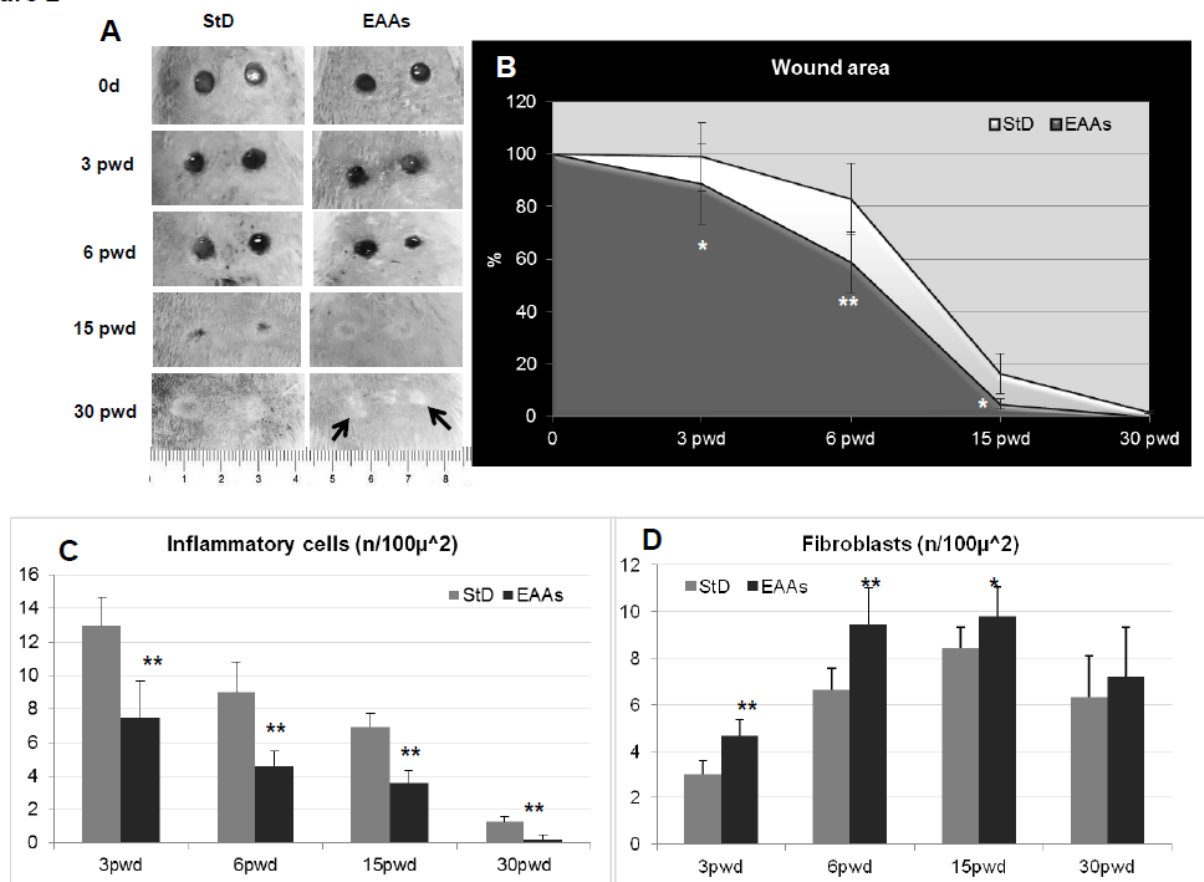 A
StD EAAs
0d
3 pwd
6 pwd
15 pwd
30 pwd
1 2 3 4 5 6 7 8
B
Wound area
StD EAAs
120
100
80
60
40
20
0
%
*
**
*
0 3 pwd 6 pwd 15 pwd 30 pwd
C
Inflammatory cells (n/100µ^2)
StD EAAs
16
14
12
10
8
6
4
2
0
**
**
**
**
3pwd 6pwd 15pwd 30pwd
D
Fibroblasts (n/100µ^2)
StD EAAs
12
10
8
6
4
2
0
**
**
*
3pwd 6pwd 15pwd 30pwd